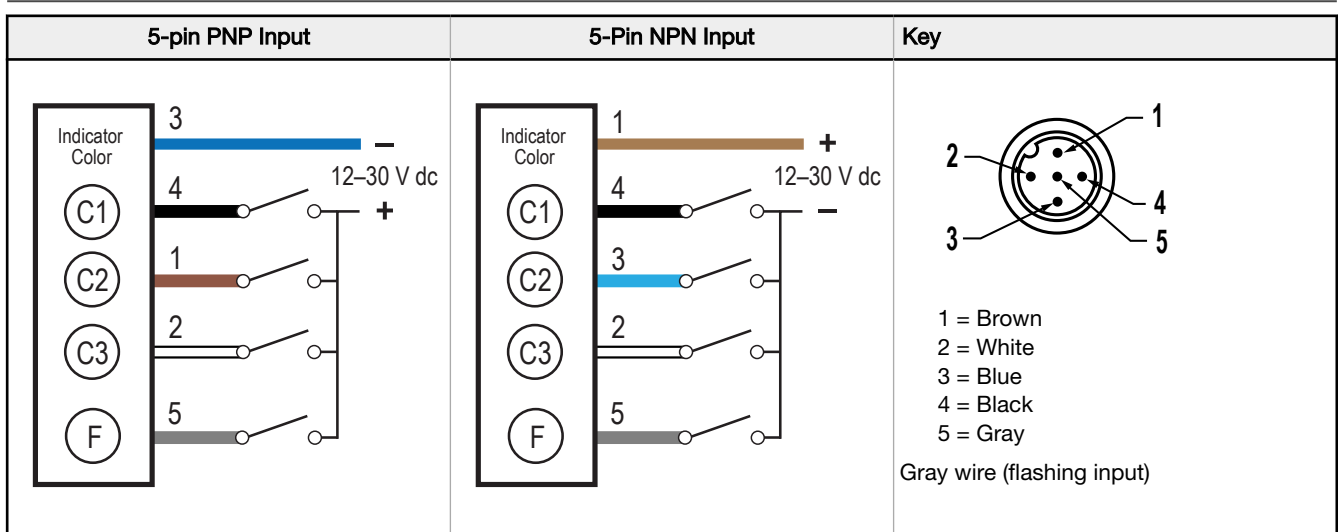 5-pin PNP Input
5-Pin NPN Input
Key
Indicator
Color
3
–
12–30 V dc
C1
4
+
C2
1
C3
2
F
5
Indicator
Color
1
+
12–30 V dc
C1
4
–
C2
3
C3
2
F
5
1
2
4
3
5
1 = Brown
2 = White
3 = Blue
4 = Black
5 = Gray
Gray wire (flashing input)